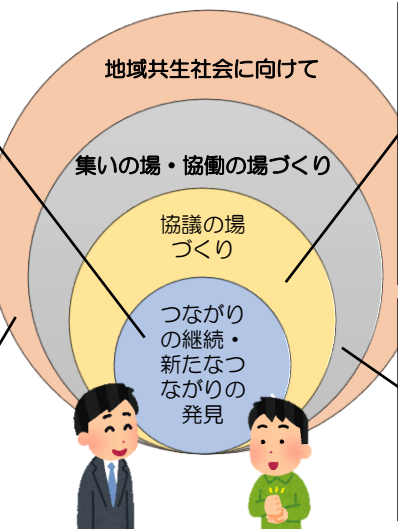 地域共生社会に向けて
集いの場・協働の場づくり
協議の場
づくり
つながり
の継続・
新たなつ
ながりの
発見